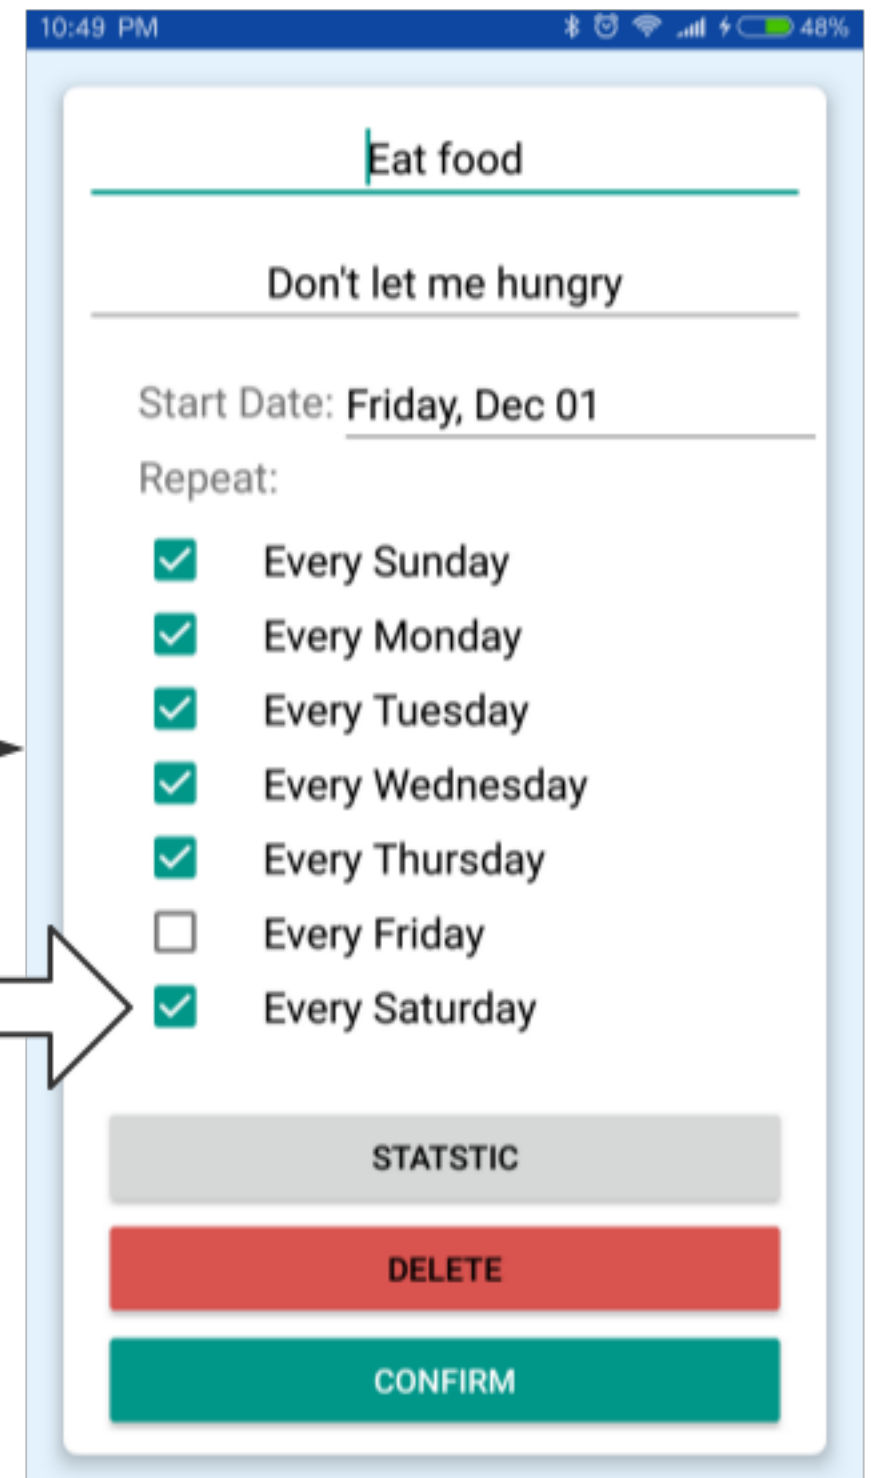 10:49 PM 48%
Eat food
Don't let me hungry
Start Date: Friday, Dec 01
Repeat:
Every Sunday
Every Monday
Every Tuesday
Every Wednesday
Every Thursday
Every Friday
Every Saturday
STATSTIC
DELETE
CONFIRM